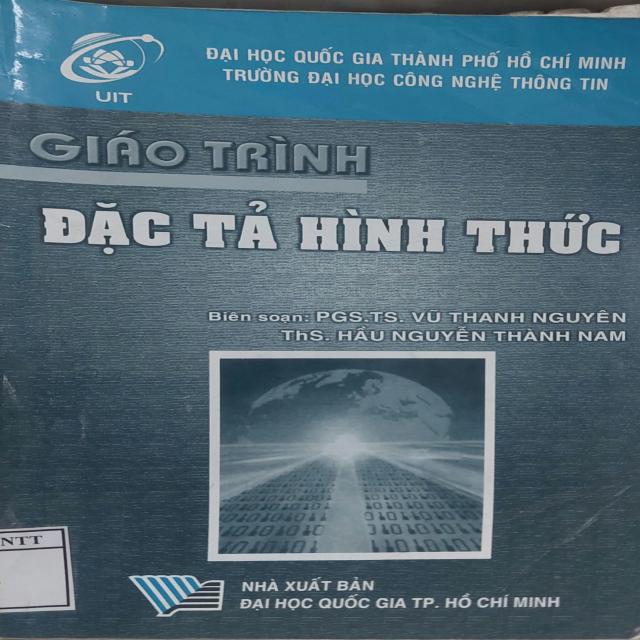 ĐẠI HỌC QUỐC GIA THÀNH PHỐ HỒ CHÍ MINH
TRƯỜNG ĐẠI HỌC CÔNG NGHỆ THÔNG TIN
UIT
GIÁO TRÌNH
ĐẶC TẢ HÌNH THỨC
Biên soạn: PGS.TS. VŨ THANH NGUYÊN
ThS. HẦU NGUYỄN THÀNH NAM
NTT
NHÀ XUẤT BẢN
ĐẠI HỌC QUỐC GIA TP. HỒ CHÍ MINH